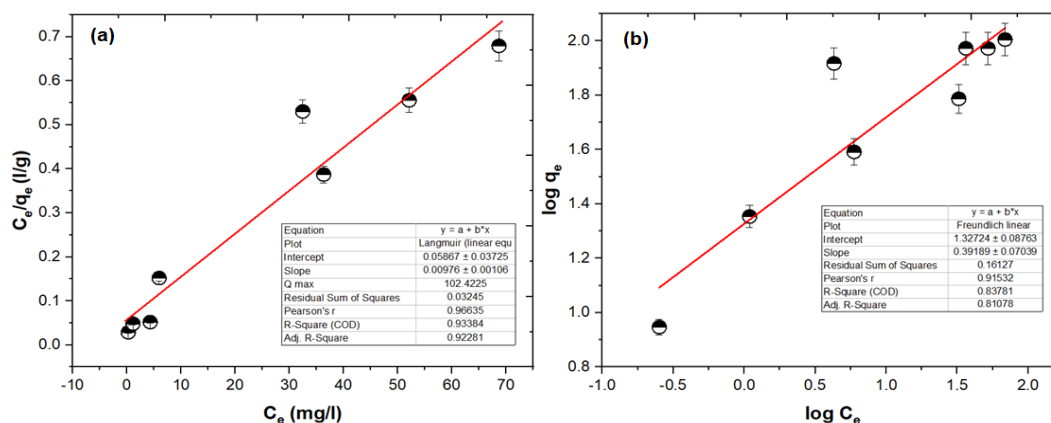 (a)
C_e/q_e (l/g)
0.7
0.6
0.5
0.4
0.3
0.2
0.1
0.0
Equation y = a + b*x
Plot Langmuir (linear equ
Intercept 0.05867 ± 0.03725
Slope 0.00976 ± 0.00106
Q max 102.4225
Residual Sum of Squares 0.03245
Pearson's r 0.96635
R-Square (COD) 0.93384
Adj. R-Square 0.92281
-10 0 10 20 30 40 50 60 70
C_e (mg/l)
(b)
log q_e
2.0
1.8
1.6
1.4
1.2
1.0
0.8
Equation y = a + b*x
Plot Freundlich linear
Intercept 1.32724 ± 0.08763
Slope 0.39189 ± 0.07039
Residual Sum of Squares 0.16127
Pearson's r 0.91532
R-Square (COD) 0.83781
Adj. R-Square 0.81078
-1.0 -0.5 0.0 0.5 1.0 1.5 2.0
log C_e